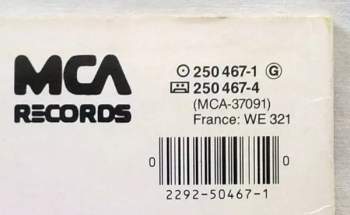 MCA
RECORDS
250 467-1 G
250 467-4
(MCA-37091)
France: WE 321
0 0
2292-50467-1